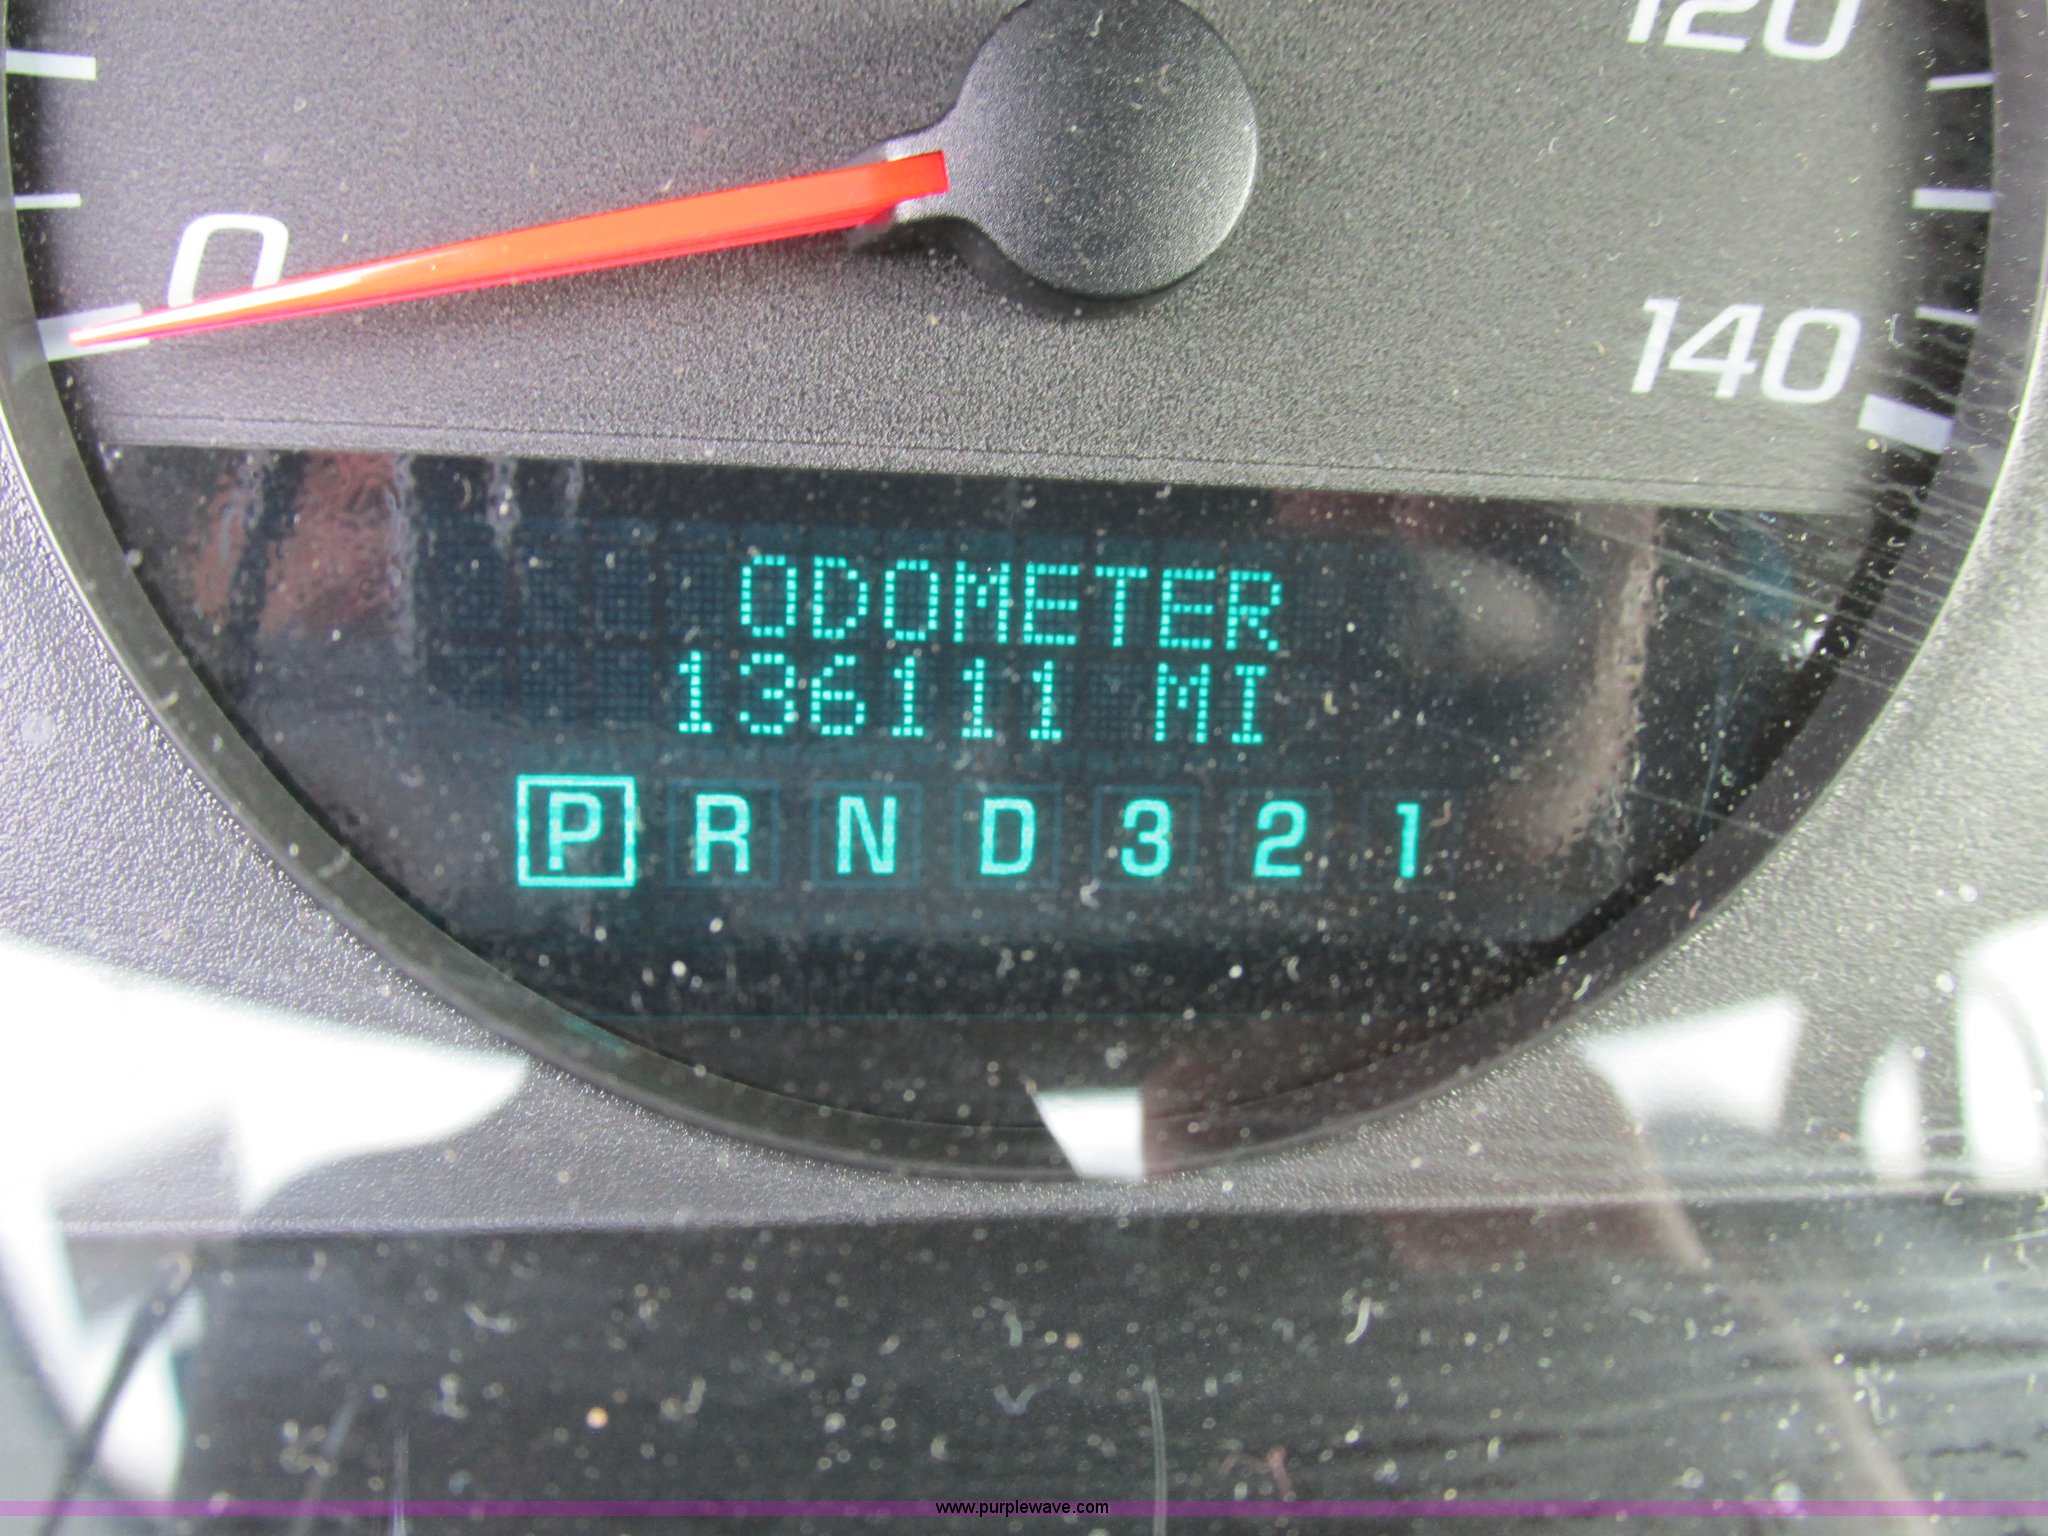 120
0
140
ODOMETER
136111 MI
P R N D 3 2 1
www.purplewave.com